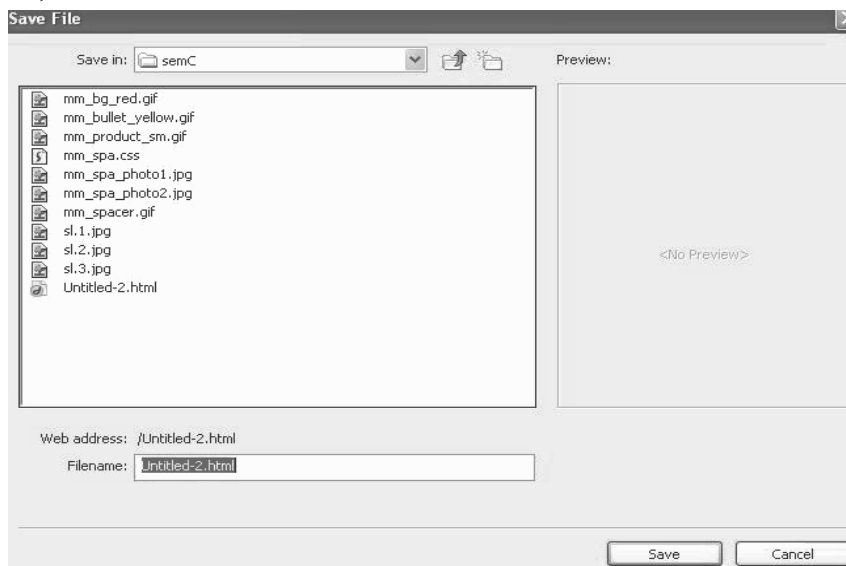 Save File
Save in: semC
Preview:
mm_bg_red.gif
mm_bullet_yellow.gif
mm_product_sm.gif
mm_spa.css
mm_spa_photo1.jpg
mm_spa_photo2.jpg
mm_spacer.gif
sl.1.jpg
sl.2.jpg
sl.3.jpg
Untitled-2.html
<No Preview>
Web address: /Untitled-2.html
Filename: Untitled-2.html
Save Cancel